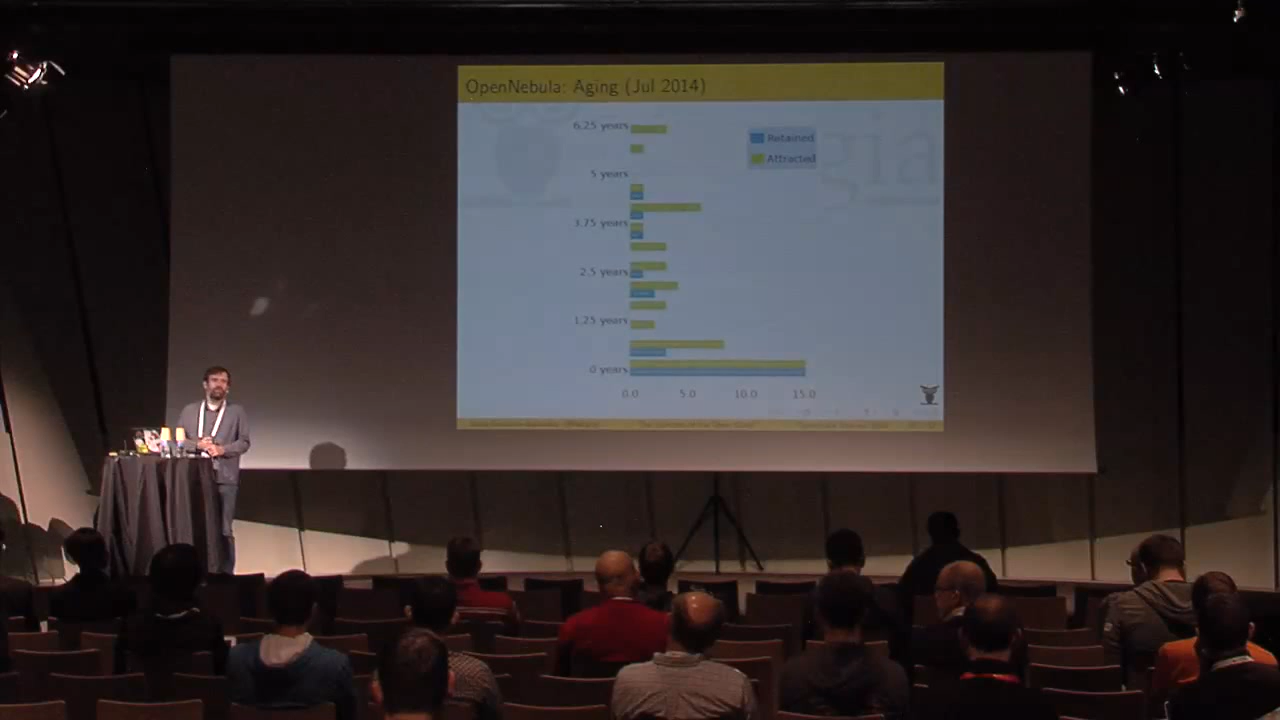 OpenNebula: Aging (Jul 2014)
6.25 years
Retained
Attracted
5 years
3.75 years
2.5 years
1.25 years
0 years
0.0 5.0 10.0 15.0
gia